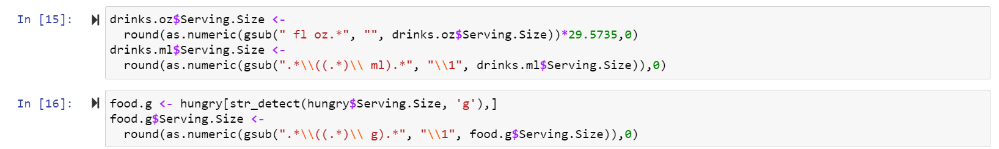 In [15]:
drinks.oz$Serving.Size <-
  round(as.numeric(gsub(" fl oz.*", "", drinks.oz$Serving.Size))*29.5735,0)
drinks.ml$Serving.Size <-
  round(as.numeric(gsub(".*\\((.*)\\ ml).*", "\\1", drinks.ml$Serving.Size)),0)
In [16]:
food.g <- hungry[str_detect(hungry$Serving.Size, 'g'),]
food.g$Serving.Size <-
  round(as.numeric(gsub(".*\\((.*)\\ g).*", "\\1", food.g$Serving.Size)),0)